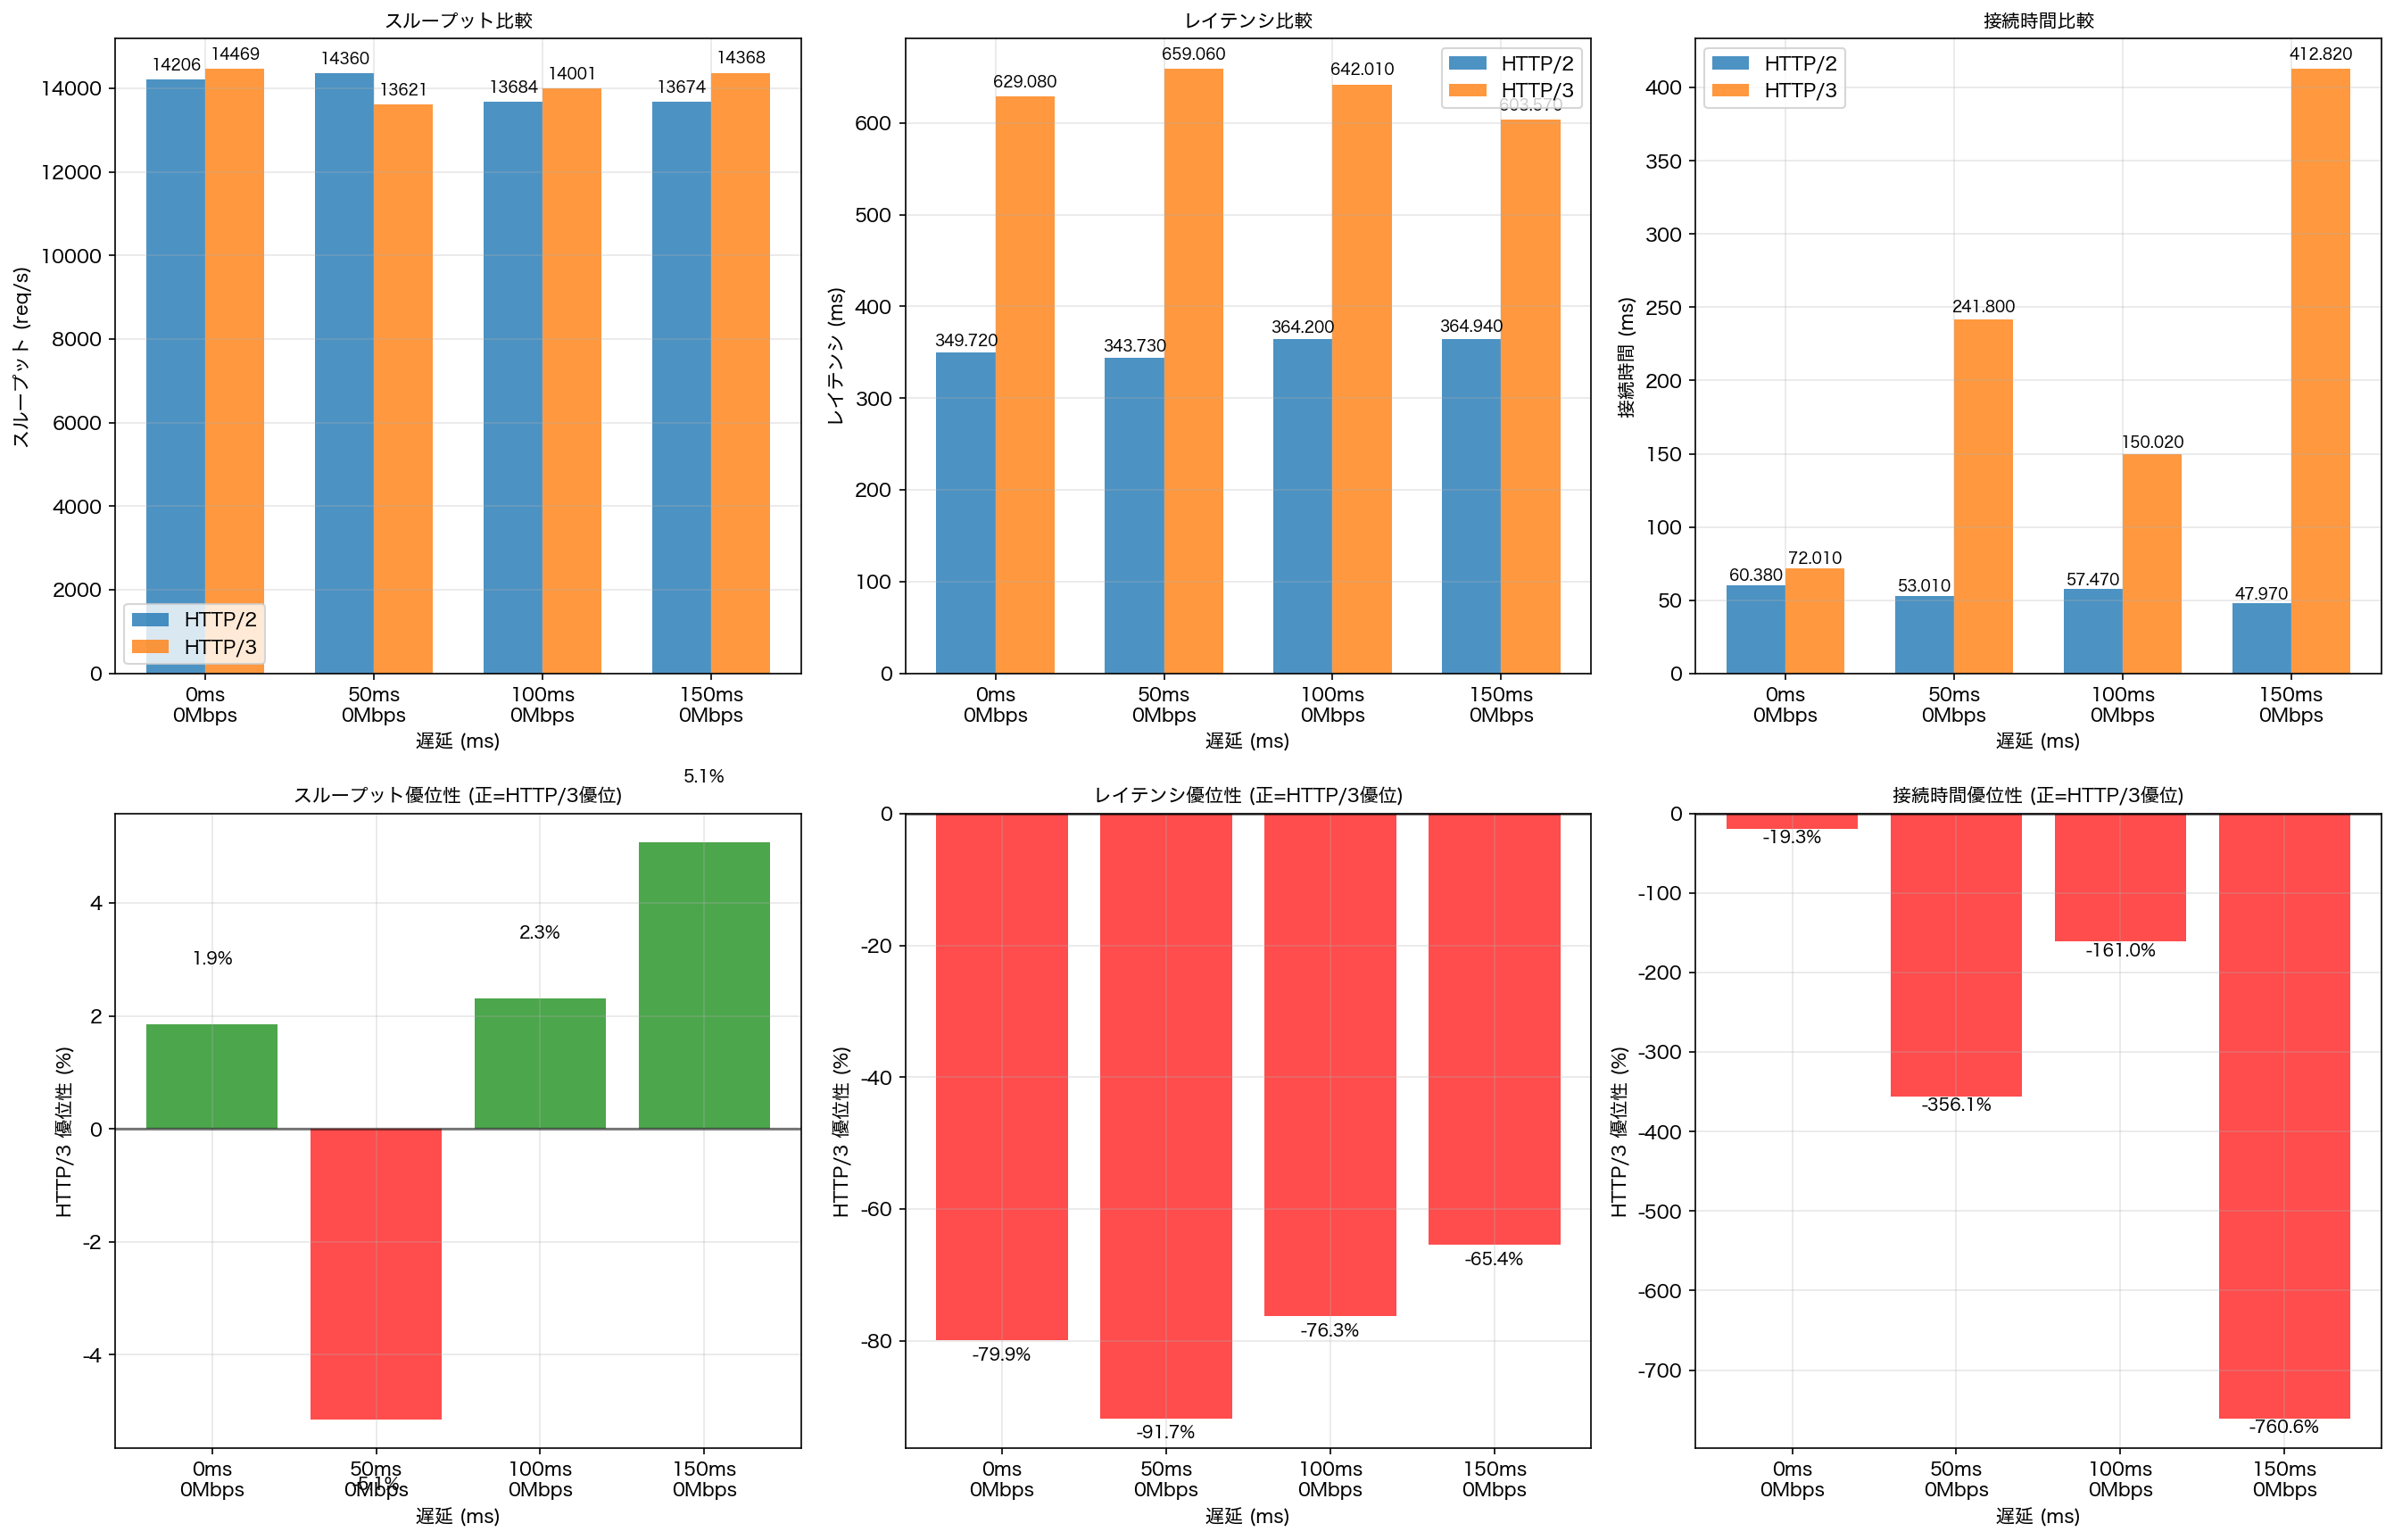 スループット比較
スループット (req/s)
14000
12000
10000
8000
6000
4000
2000
0
14206
14469
14360
13621
13684
14001
13674
14368
HTTP/2
HTTP/3
0ms
0Mbps
50ms
0Mbps
100ms
0Mbps
150ms
0Mbps
遅延 (ms)
レイテンシ比較
レイテンシ (ms)
600
500
400
300
200
100
0
349.720
629.080
343.730
659.060
364.200
642.010
364.940
603.570
HTTP/2
HTTP/3
0ms
0Mbps
50ms
0Mbps
100ms
0Mbps
150ms
0Mbps
遅延 (ms)
接続時間比較
接続時間 (ms)
400
350
300
250
200
150
100
50
0
60.380
72.010
53.010
241.800
57.470
150.020
47.970
412.820
HTTP/2
HTTP/3
0ms
0Mbps
50ms
0Mbps
100ms
0Mbps
150ms
0Mbps
遅延 (ms)
スループット優位性 (正=HTTP/3優位)
HTTP/3 優位性 (%)
4
2
0
-2
-4
1.9%
-5.1%
2.3%
5.1%
0ms
0Mbps
50ms
0Mbps
100ms
0Mbps
150ms
0Mbps
遅延 (ms)
レイテンシ優位性 (正=HTTP/3優位)
HTTP/3 優位性 (%)
0
-20
-40
-60
-80
-79.9%
-91.7%
-76.3%
-65.4%
0ms
0Mbps
50ms
0Mbps
100ms
0Mbps
150ms
0Mbps
遅延 (ms)
接続時間優位性 (正=HTTP/3優位)
HTTP/3 優位性 (%)
0
-100
-200
-300
-400
-500
-600
-700
-19.3%
-356.1%
-161.0%
-760.6%
0ms
0Mbps
50ms
0Mbps
100ms
0Mbps
150ms
0Mbps
遅延 (ms)